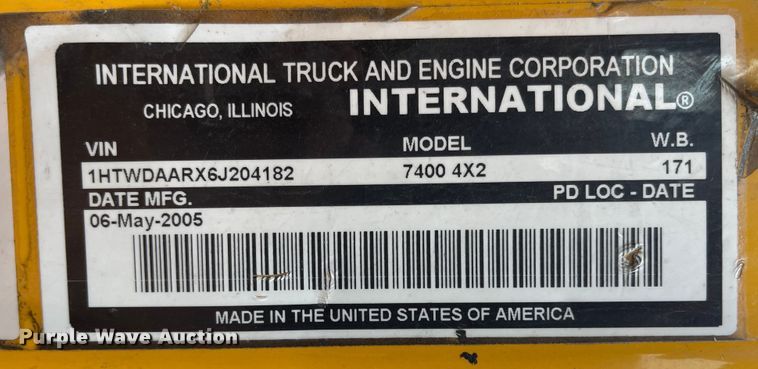 INTERNATIONAL TRUCK AND ENGINE CORPORATION
CHICAGO, ILLINOIS INTERNATIONAL®
VIN MODEL W.B.
1HTWDAARX6J204182 7400 4X2 171
DATE MFG. PD LOC - DATE
06-May-2005
MADE IN THE UNITED STATES OF AMERICA
Purple Wave Auction